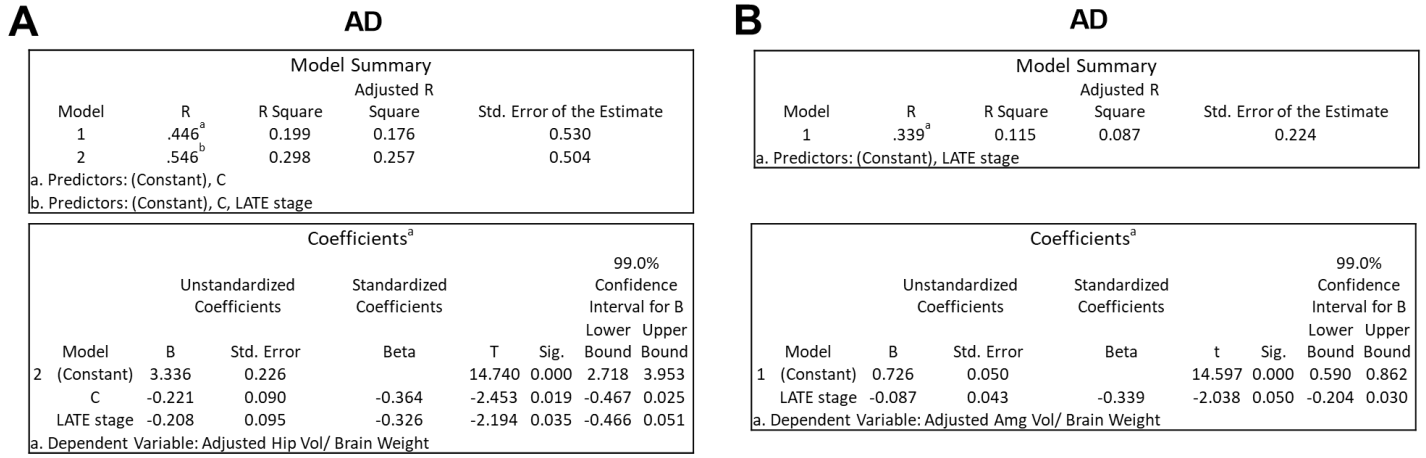 A
AD
Model Summary
Adjusted R
Model R R Square Square Std. Error of the Estimate
1 .446a 0.199 0.176 0.530
2 .546b 0.298 0.257 0.504
a. Predictors: (Constant), C
b. Predictors: (Constant), C, LATE stage
Coefficientsa
99.0%
Unstandardized Standardized Confidence
Coefficients Coefficients Interval for B
Lower Upper
Model B Std. Error Beta T Sig. Bound Bound
2 (Constant) 3.336 0.226 14.740 0.000 2.718 3.953
C -0.221 0.090 -0.364 -2.453 0.019 -0.467 0.025
LATE stage -0.208 0.095 -0.326 -2.194 0.035 -0.466 0.051
a. Dependent Variable: Adjusted Hip Vol/ Brain Weight
B
AD
Model Summary
Adjusted R
Model R R Square Square Std. Error of the Estimate
1 .339a 0.115 0.087 0.224
a. Predictors: (Constant), LATE stage
Coefficientsa
99.0%
Unstandardized Standardized Confidence
Coefficients Coefficients Interval for B
Lower Upper
Model B Std. Error Beta t Sig. Bound Bound
1 (Constant) 0.726 0.050 14.597 0.000 0.590 0.862
LATE stage -0.087 0.043 -0.339 -2.038 0.050 -0.204 0.030
a. Dependent Variable: Adjusted Amg Vol/ Brain Weight